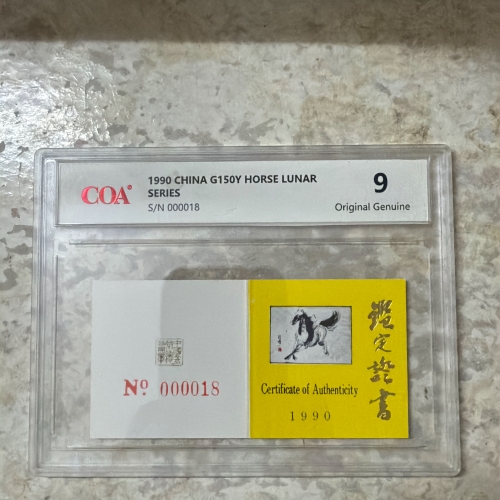 COA®
1990 CHINA G150Y HORSE LUNAR
SERIES
S/N 000018
9
Original Genuine
Nº 000018
鑑定證書
Certificate of Authenticity
1990